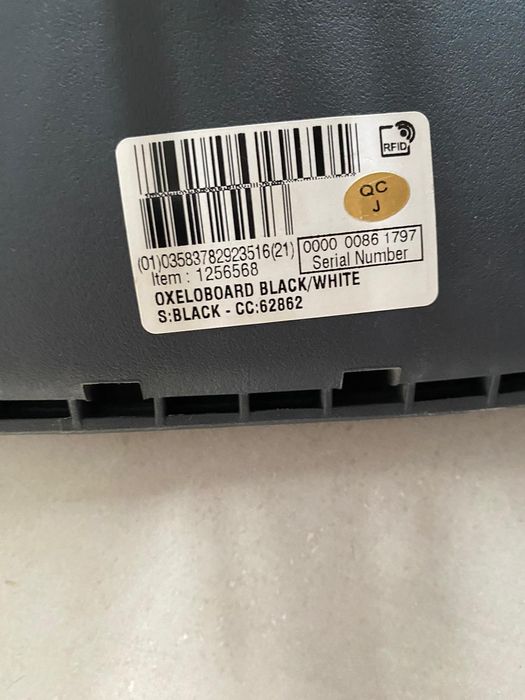 RFID
QC
J
(01)03583782923516(21)
0000 0086 1797
Serial Number
Item : 1256568
OXELOBOARD BLACK/WHITE
S:BLACK - CC:62862